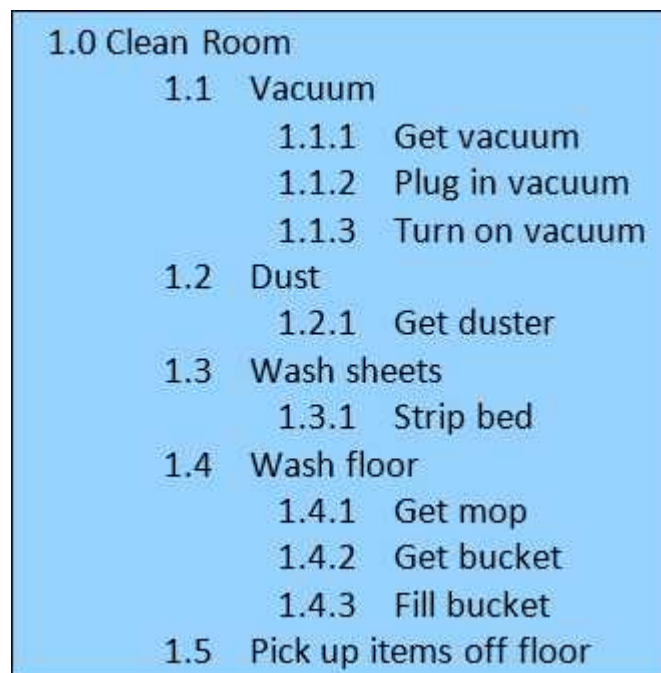 1.0 Clean Room
1.1 Vacuum
1.1.1 Get vacuum
1.1.2 Plug in vacuum
1.1.3 Turn on vacuum
1.2 Dust
1.2.1 Get duster
1.3 Wash sheets
1.3.1 Strip bed
1.4 Wash floor
1.4.1 Get mop
1.4.2 Get bucket
1.4.3 Fill bucket
1.5 Pick up items off floor